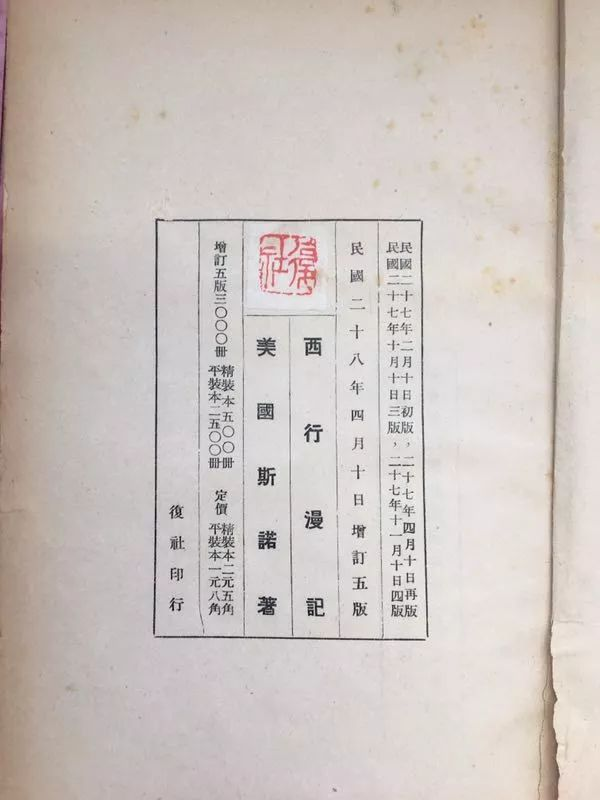 民國二十七年二月十日初版，二十七年四月十日再版
民國二十七年十月十日三版，二十七年十一月十日四版
民國二十八年四月十日增訂五版
西行漫記
美國斯諾著
增訂五版三〇〇〇冊
精裝本五〇〇冊
平裝本二五〇〇冊
定價
精裝本二元五角
平裝本一元八角
復社印行